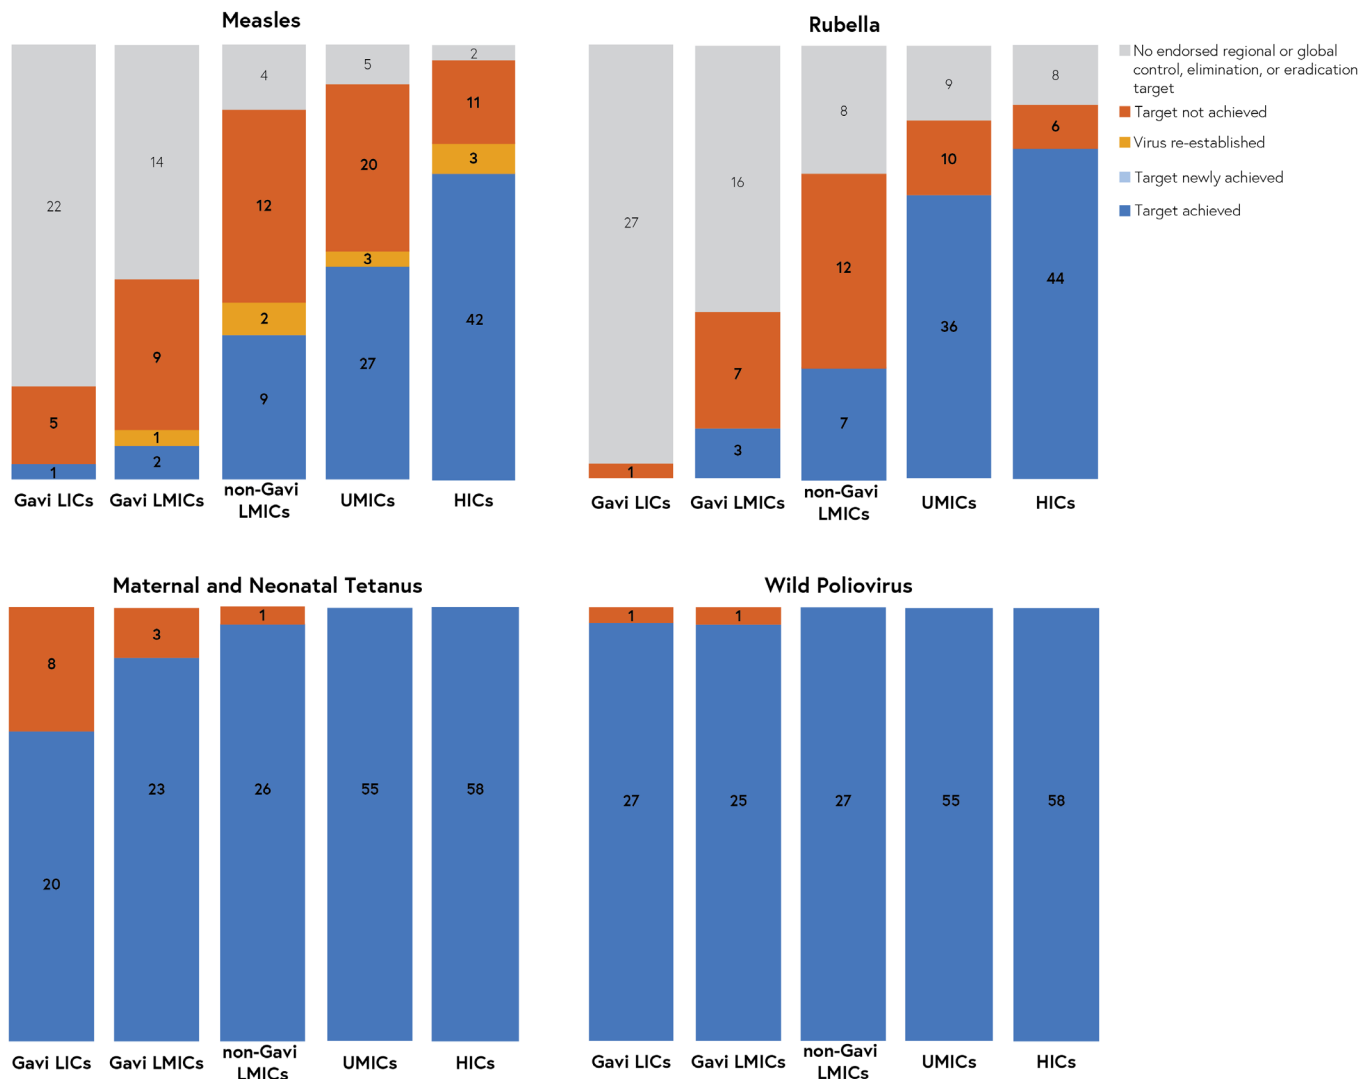 Measles
22
5
1
14
9
1
2
4
12
2
9
5
20
3
27
2
11
3
42
Gavi LICs
Gavi LMICs
non-Gavi
LMICs
UMICs
HICs
Rubella
27
1
16
7
3
8
12
7
9
10
36
8
6
44
Gavi LICs
Gavi LMICs
non-Gavi
LMICs
UMICs
HICs
No endorsed regional or global
control, elimination, or eradication
target
Target not achieved
Virus re-established
Target newly achieved
Target achieved
Maternal and Neonatal Tetanus
8
20
3
23
1
26
55
58
Gavi LICs
Gavi LMICs
non-Gavi
LMICs
UMICs
HICs
Wild Poliovirus
1
27
1
25
27
55
58
Gavi LICs
Gavi LMICs
non-Gavi
LMICs
UMICs
HICs